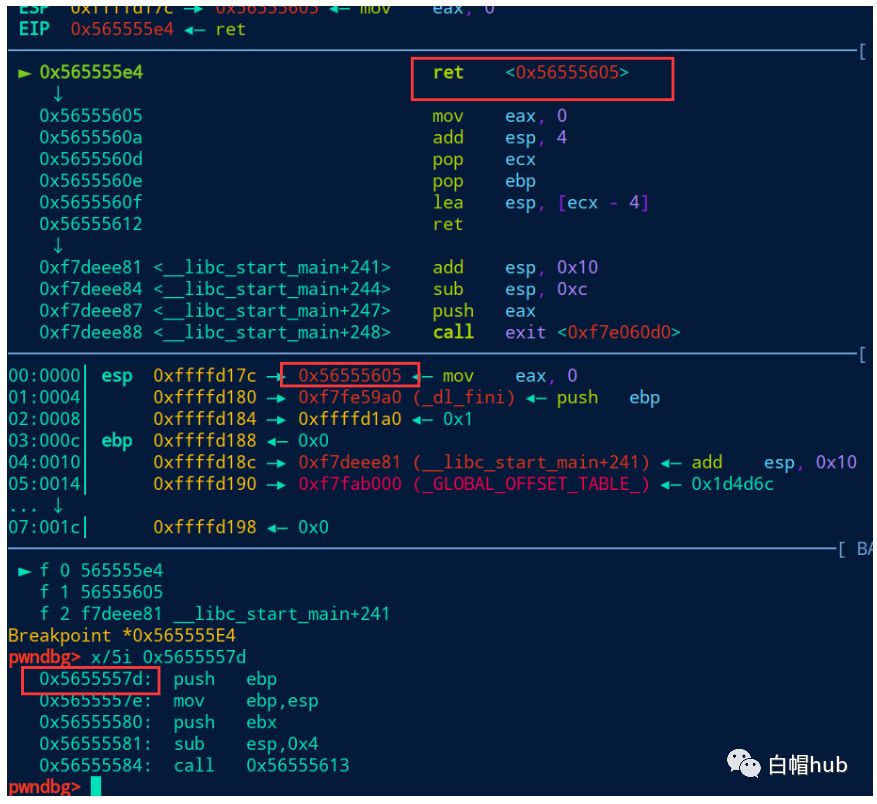 ESP 0xffffd17c —▸ 0x56555605 ◂— mov eax, 0
EIP 0x565555e4 ◂— ret
─[
► 0x565555e4 ret <0x56555605>
↓
0x56555605 mov eax, 0
0x5655560a add esp, 4
0x5655560d pop ecx
0x5655560e pop ebp
0x5655560f lea esp, [ecx - 4]
0x56555612 ret
↓
0xf7deee81 <__libc_start_main+241> add esp, 0x10
0xf7deee84 <__libc_start_main+244> sub esp, 0xc
0xf7deee87 <__libc_start_main+247> push eax
0xf7deee88 <__libc_start_main+248> call exit <0xf7e060d0>
─[
00:0000│ esp 0xffffd17c —▸ 0x56555605 ◂— mov eax, 0
01:0004│ 0xffffd180 —▸ 0xf7fe59a0 (_dl_fini) ◂— push ebp
02:0008│ 0xffffd184 —▸ 0xffffd1a0 ◂— 0x1
03:000c│ ebp 0xffffd188 ◂— 0x0
04:0010│ 0xffffd18c —▸ 0xf7deee81 (__libc_start_main+241) ◂— add esp, 0x10
05:0014│ 0xffffd190 —▸ 0xf7fab000 (_GLOBAL_OFFSET_TABLE_) ◂— 0x1d4d6c
... ↓
07:001c│ 0xffffd198 ◂— 0x0
─[ BA
► f 0 565555e4
f 1 56555605
f 2 f7deee81 __libc_start_main+241
Breakpoint *0x565555E4
pwndbg> x/5i 0x5655557d
0x5655557d: push ebp
0x5655557e: mov ebp,esp
0x56555580: push ebx
0x56555581: sub esp,0x4
0x56555584: call 0x56555613
白帽hub
pwndbg>